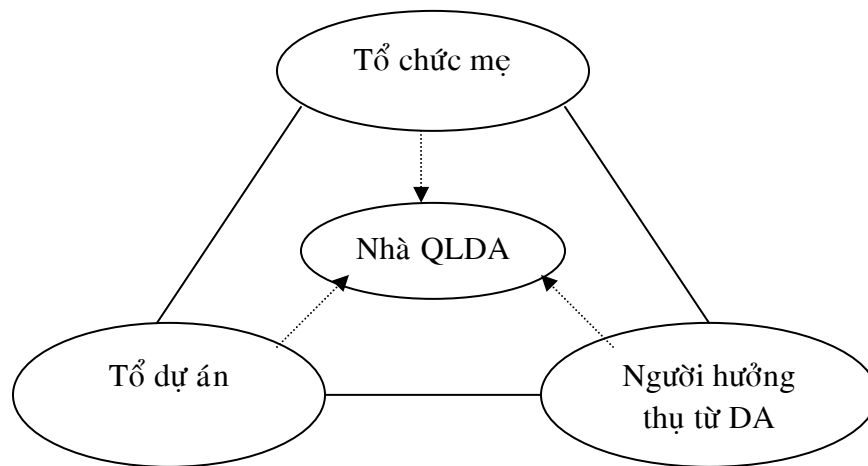 Tổ chức mẹ
Nhà QLDA
Tổ dự án
Người hưởng
thụ từ DA